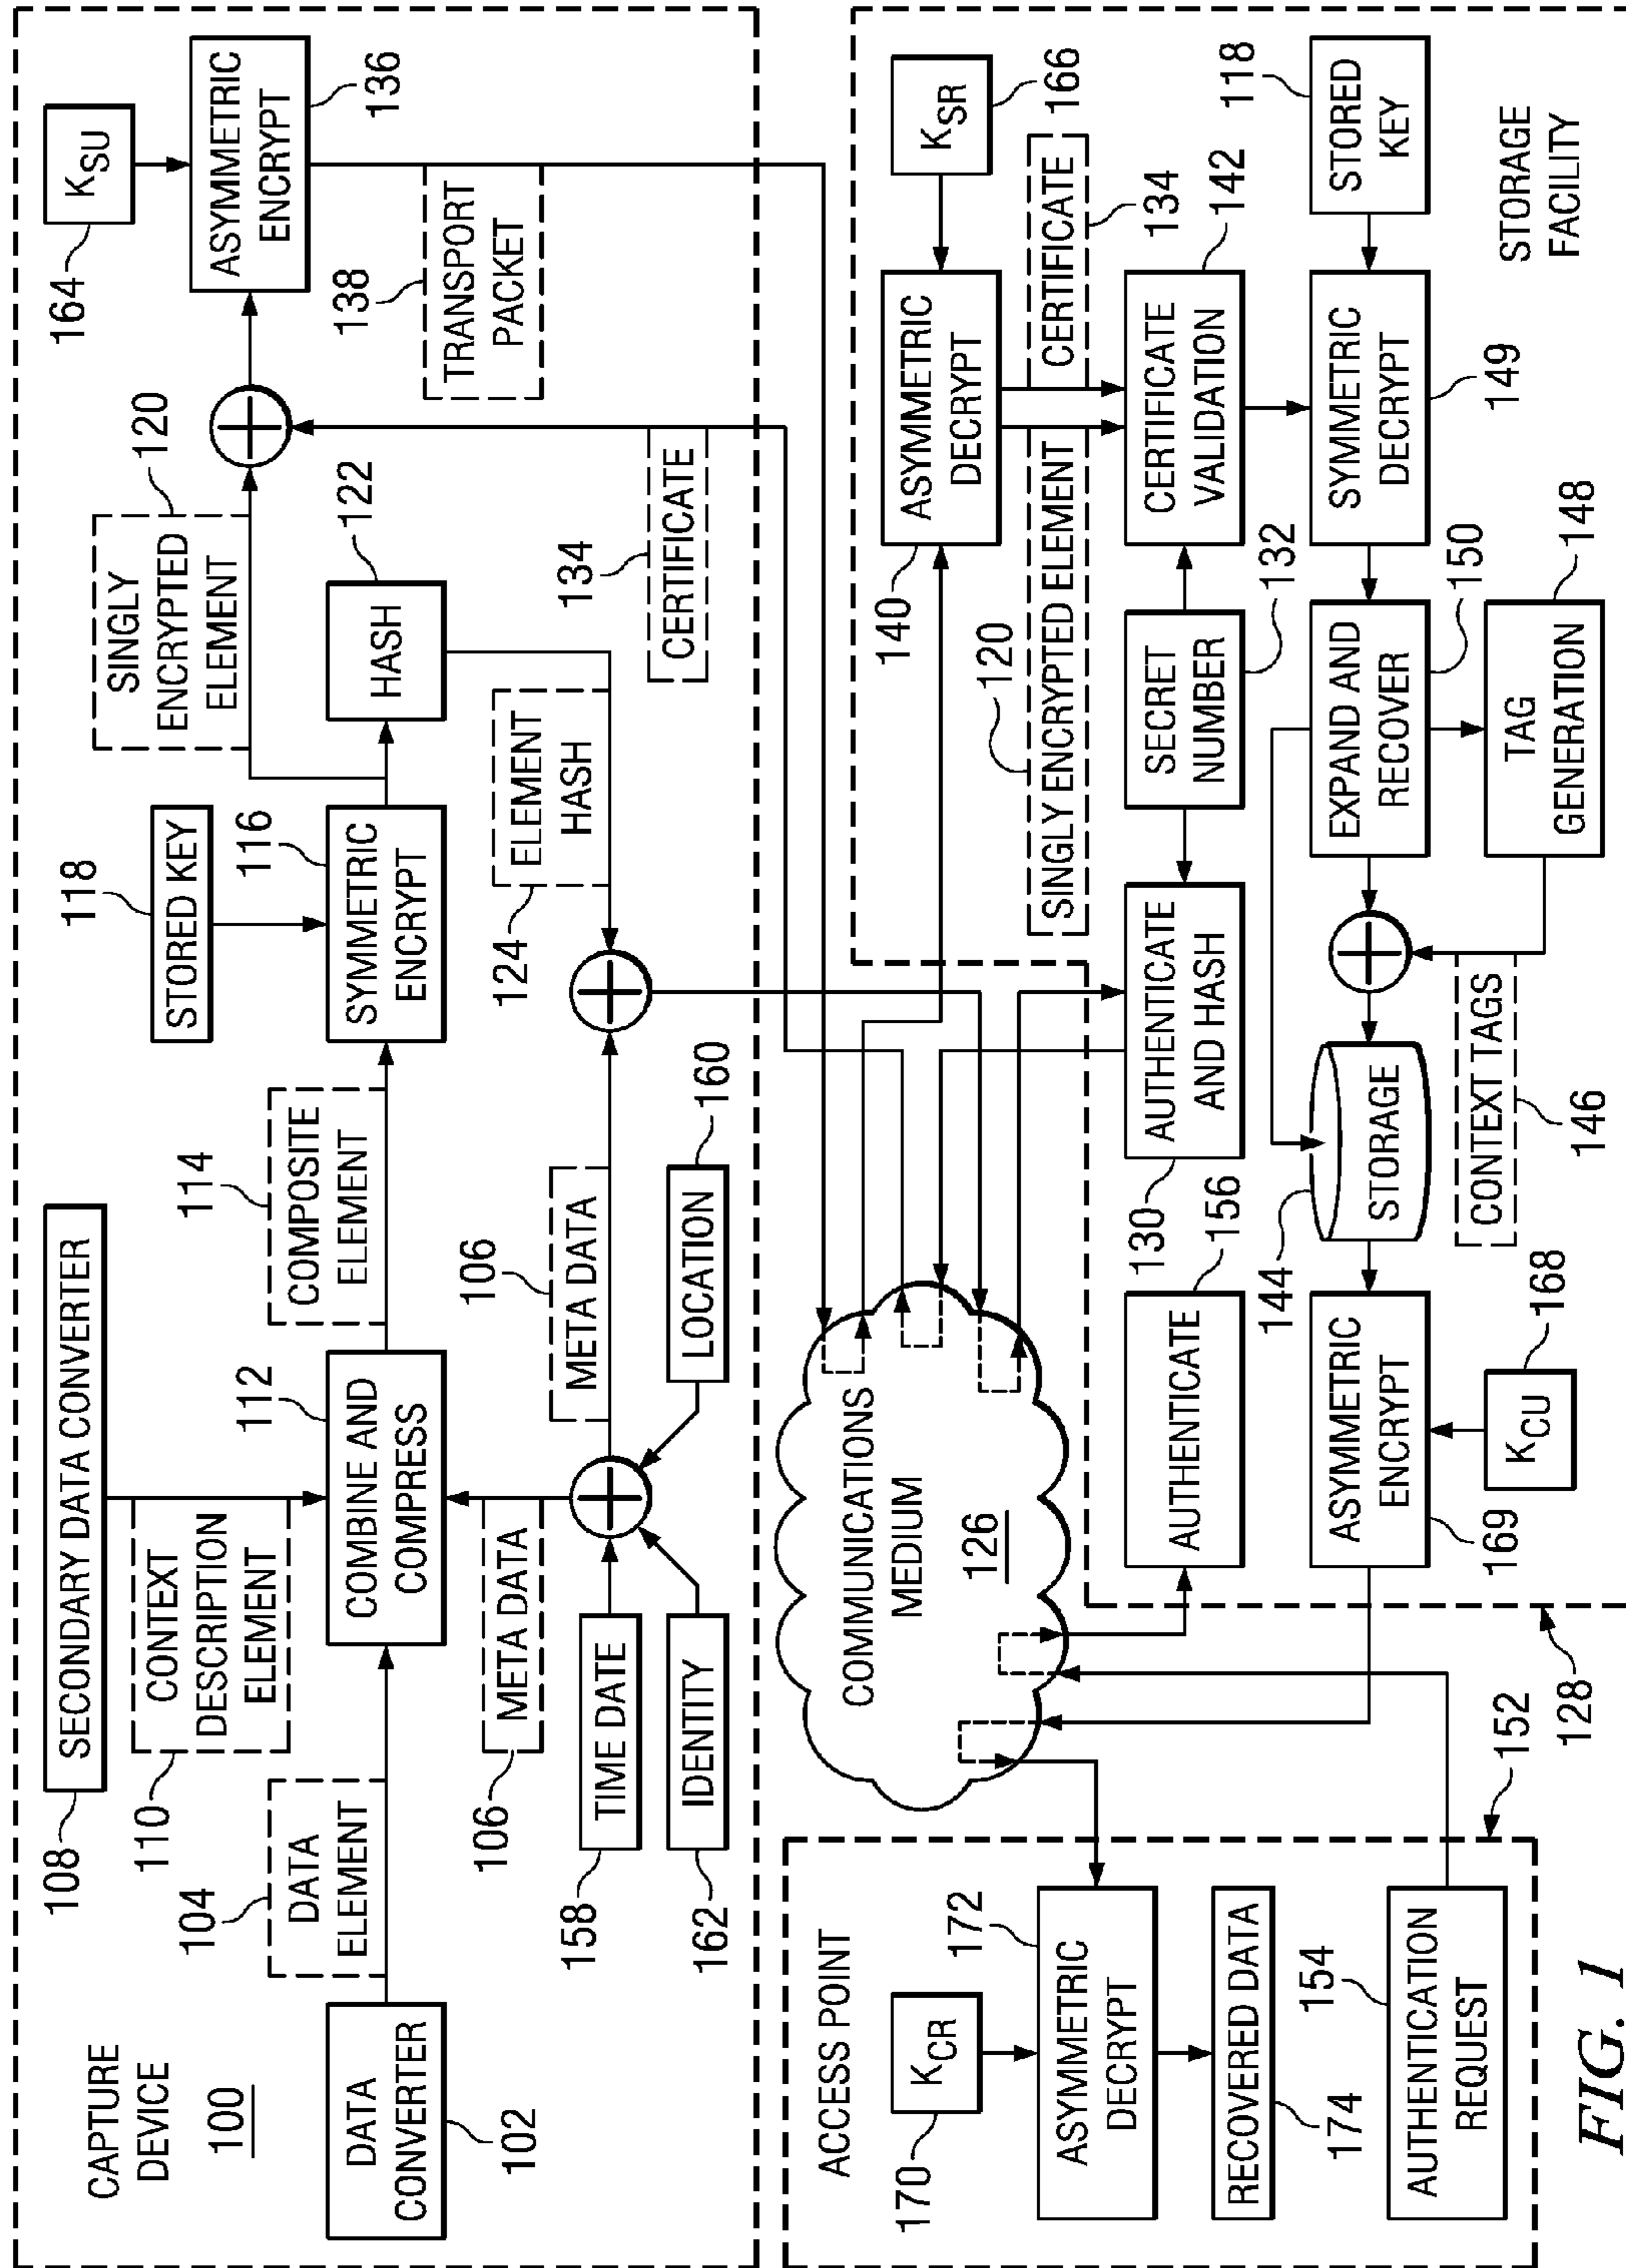 CAPTURE
DEVICE
100
DATA
CONVERTER
102
104
DATA
ELEMENT
SECONDARY DATA CONVERTER
108
110
CONTEXT
DESCRIPTION
ELEMENT
COMBINE AND
COMPRESS
112
META DATA
106
TIME DATE
158
IDENTITY
162
LOCATION
160
META DATA
106
114
COMPOSITE
ELEMENT
118
STORED KEY
116
SYMMETRIC
ENCRYPT
SINGLY
ENCRYPTED
ELEMENT
120
HASH
122
ELEMENT
HASH
124
CERTIFICATE
134
KSU
164
ASYMMETRIC
ENCRYPT
136
TRANSPORT
PACKET
138
COMMUNICATIONS
MEDIUM
126
ACCESS POINT
152
KCR
170
ASYMMETRIC
DECRYPT
172
RECOVERED DATA
174
154
AUTHENTICATION
REQUEST
STORAGE
FACILITY
128
KSR
166
ASYMMETRIC
DECRYPT
140
CERTIFICATE
134
SINGLY ENCRYPTED ELEMENT
120
CERTIFICATE
VALIDATION
142
SECRET
NUMBER
132
AUTHENTICATE
AND HASH
130
AUTHENTICATE
156
STORED
KEY
118
SYMMETRIC
DECRYPT
149
EXPAND AND
RECOVER
150
TAG
GENERATION
148
CONTEXT TAGS
146
STORAGE
144
ASYMMETRIC
ENCRYPT
169
KCU
168
FIG. 1